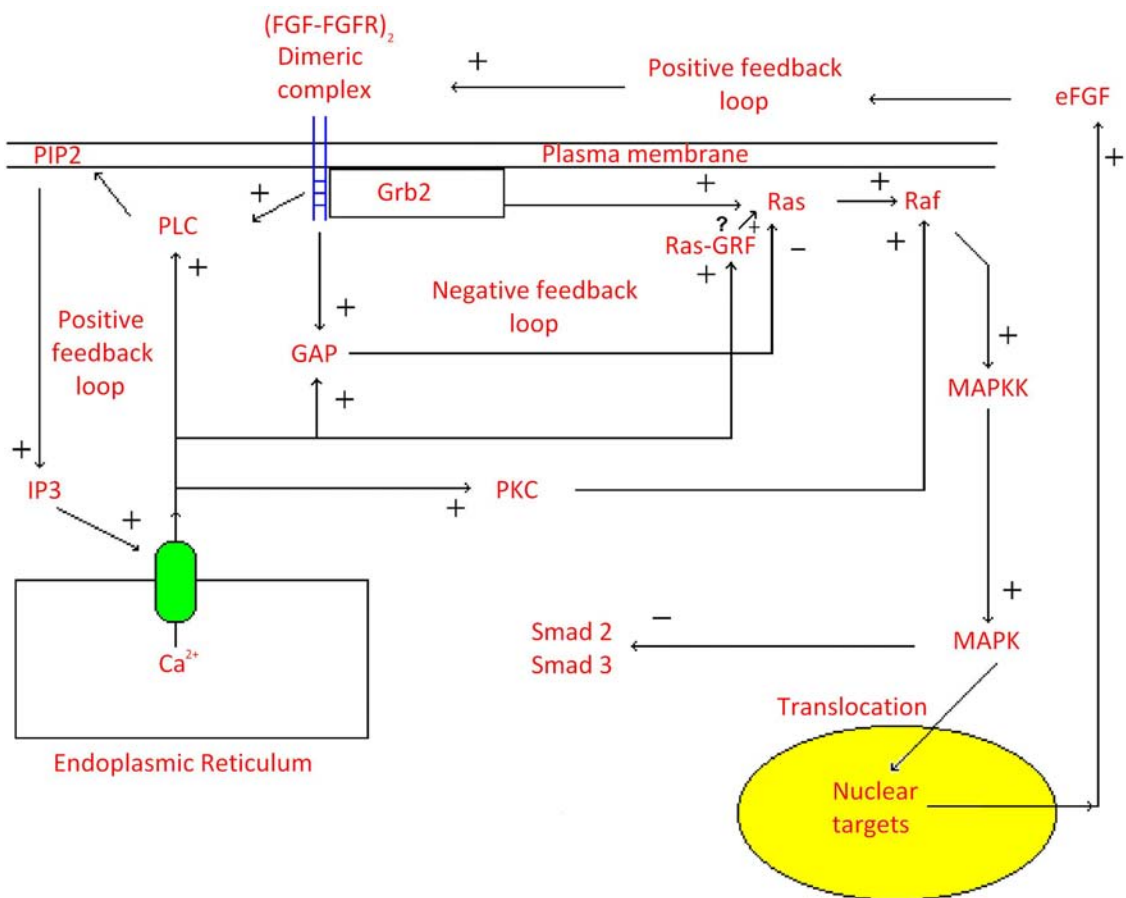 (FGF-FGFR)₂
Dimeric
complex
+
Positive feedback
loop
eFGF
PIP2
Plasma membrane
+
+
Grb2
+
Ras
+
Raf
PLC
?
+
Ras-GRF
−
+
+
+
Positive
feedback
loop
+
Negative feedback
loop
GAP
+
+
MAPKK
+
IP3
+
PKC
+
Ca²⁺
Endoplasmic Reticulum
+
−
Smad 2
Smad 3
MAPK
Translocation
Nuclear
targets